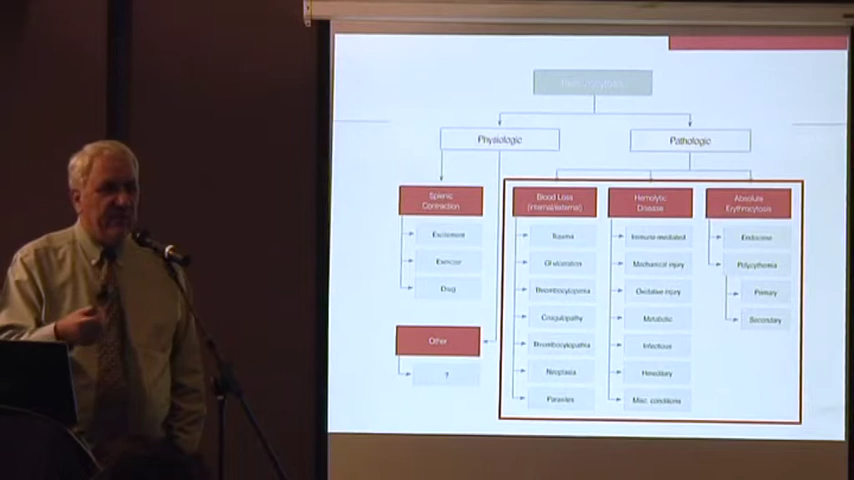 Physiologic
Pathologic
Splenic
Contraction
Excitement
Exercise
Drug
Other
?
Blood Loss
(internal/external)
Trauma
GI ulceration
Thrombocytopenia
Coagulopathy
Thrombocytopathia
Neoplasia
Parasites
Hemolytic
Disease
Immune-mediated
Mechanical injury
Oxidative injury
Metabolic
Infectious
Hereditary
Misc. conditions
Absolute
Erythrocytosis
Endocrine
Polycythemia
Primary
Secondary